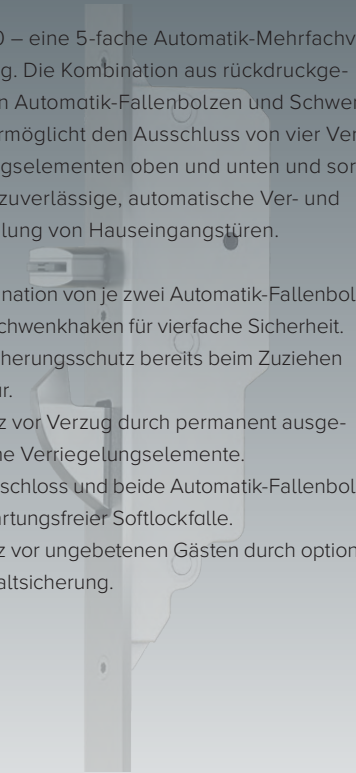 0 – eine 5-fache Automatik-Mehrfachv
g. Die Kombination aus rückdruckge-
n Automatik-Fallenbolzen und Schwen
rmöglicht den Ausschluss von vier Ver
gselementen oben und unten und sor
zuverlässige, automatische Ver- und
lung von Hauseingangstüren.
nation von je zwei Automatik-Fallenbol
chwenkhaken für vierfache Sicherheit.
cherungsschutz bereits beim Zuziehen
ür.
z vor Verzug durch permanent ausge-
ne Verriegelungselemente.
schloss und beide Automatik-Fallenbol
artungsfreier Softlockfalle.
z vor ungebetenen Gästen durch option
altsicherung.